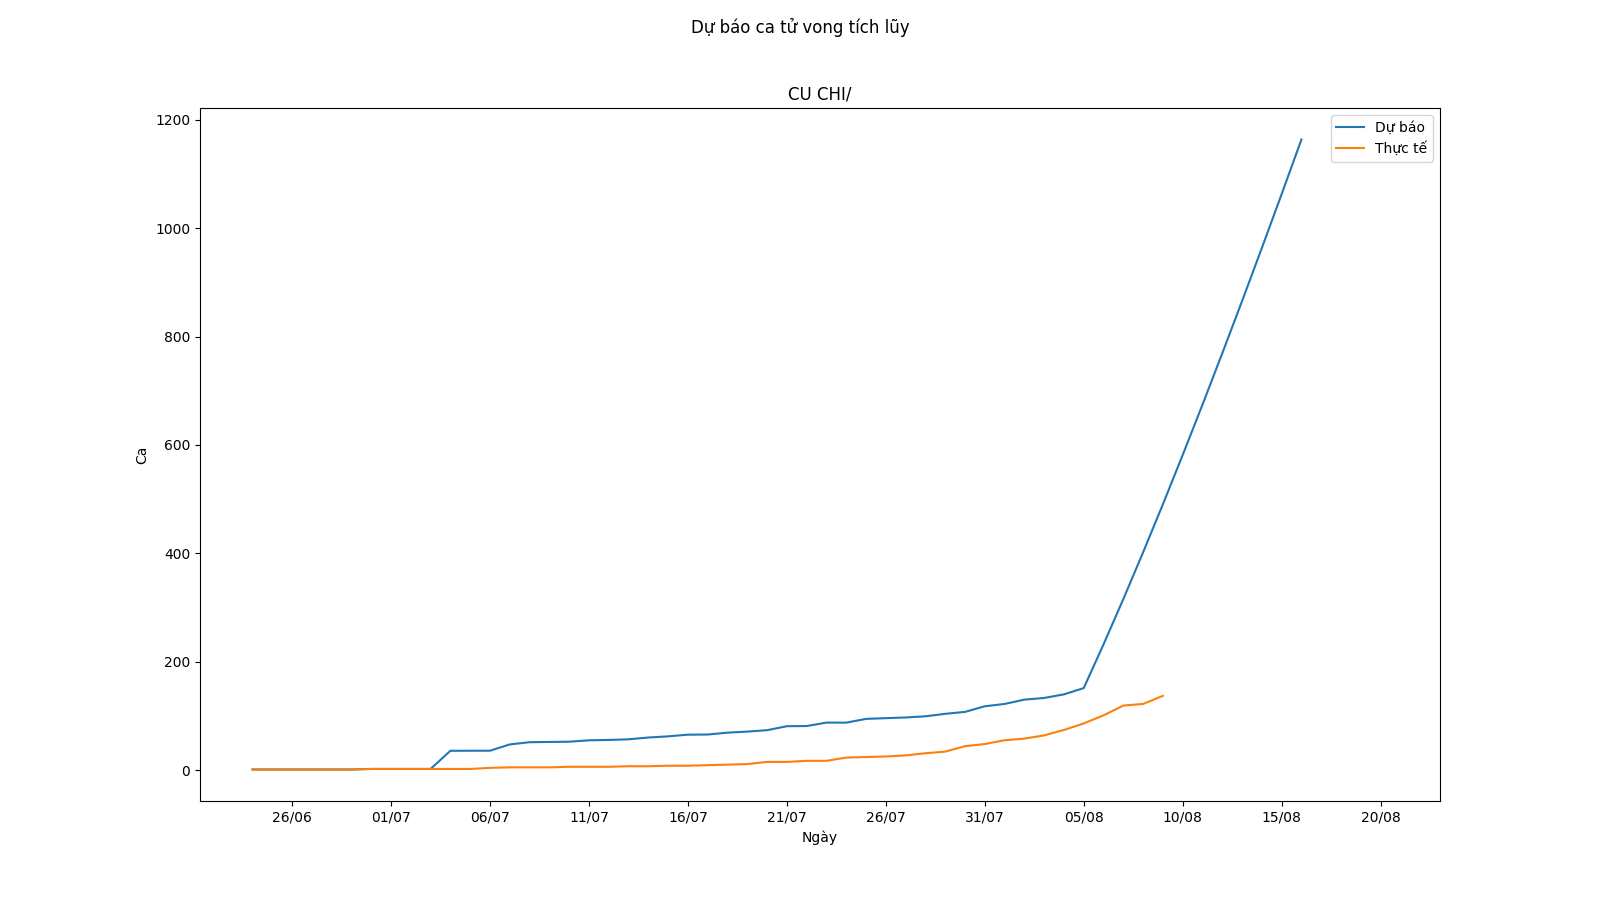 Dự báo ca tử vong tích lũy
CU CHI/
Dự báo
Thực tế
1200
1000
800
600
400
200
0
Ca
26/06 01/07 06/07 11/07 16/07 21/07 26/07 31/07 05/08 10/08 15/08 20/08
Ngày